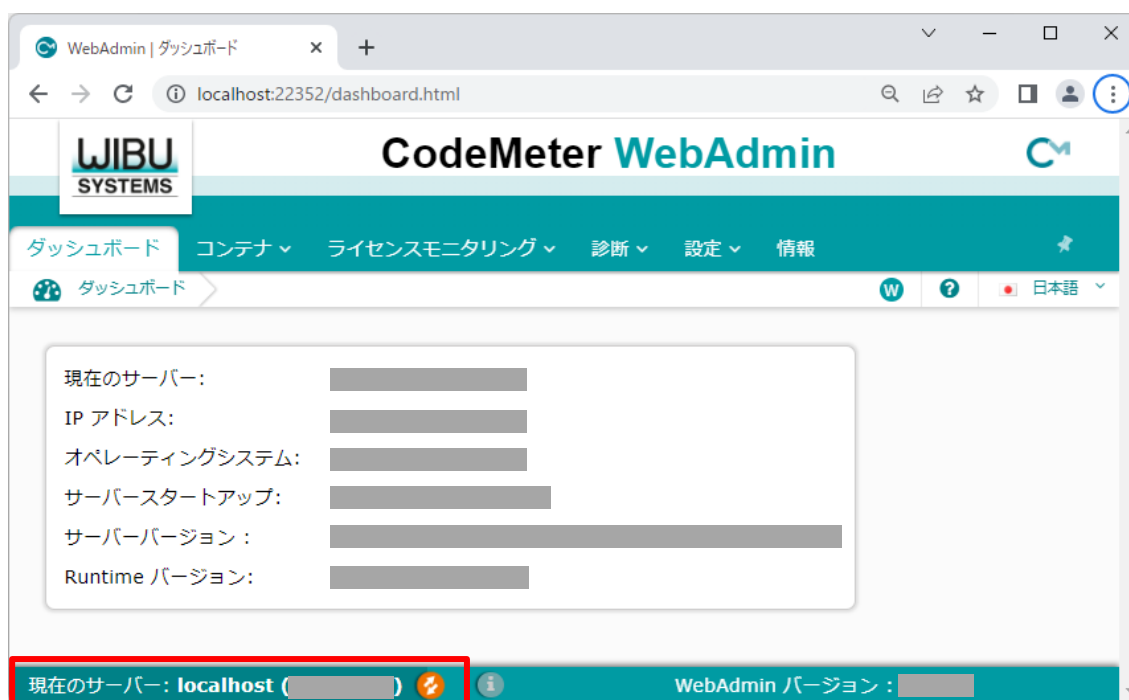 WebAdmin | ダッシュボード
localhost:22352/dashboard.html
WIBU
SYSTEMS
CodeMeter WebAdmin
ダッシュボード コンテナ ライセンスモニタリング 診断 設定 情報
ダッシュボード W ? 日本語
現在のサーバー:
IP アドレス:
オペレーティングシステム:
サーバースタートアップ:
サーバーバージョン :
Runtime バージョン:
現在のサーバー: localhost ( ) WebAdmin バージョン :